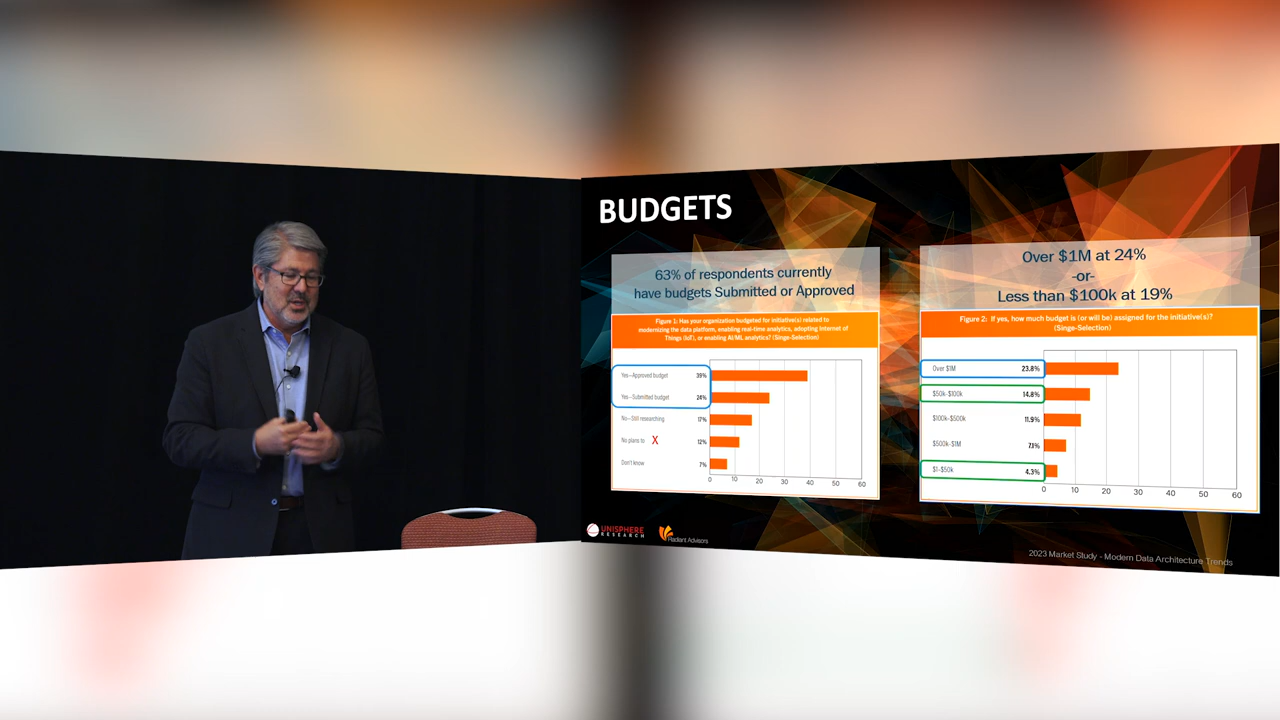 BUDGETS
63% of respondents currently
have budgets Submitted or Approved
Figure 1: Has your organization budgeted for initiative(s) related to
modernizing the data platform, enabling real-time analytics, adopting Internet of
Things (IoT), or enabling AI/ML analytics? (Singe-Selection)
Yes—Approved budget 39%
Yes—Submitted budget 24%
No—Still researching 17%
No plans to X 12%
Don't know 7%
0 10 20 30 40 50 60
Over $1M at 24%
-or-
Less than $100k at 19%
Figure 2: If yes, how much budget is (or will be) assigned for the initiative(s)?
(Singe-Selection)
Over $1M 23.8%
$50k–$100k 14.8%
$100k–$500k 11.9%
$500k–$1M 7.1%
$1–$50k 4.3%
0 10 20 30 40 50 60
UNISPHERE
RESEARCH
Radiant Advisors
2023 Market Study - Modern Data Architecture Trends